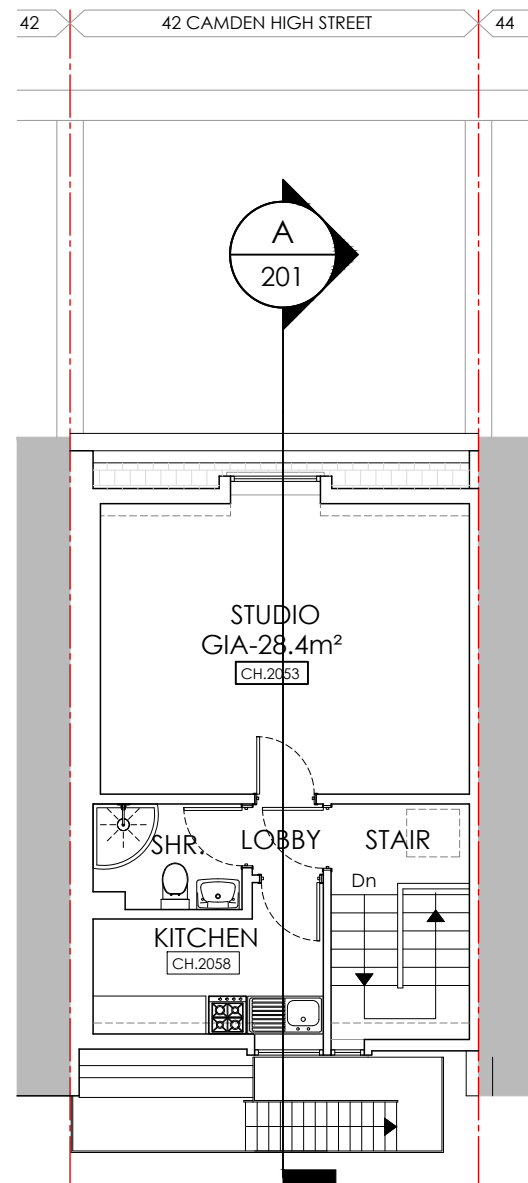 42
42 CAMDEN HIGH STREET
44
A
201
STUDIO
GIA-28.4m²
CH.2053
SHR.
LOBBY
STAIR
Dn
KITCHEN
CH.2058